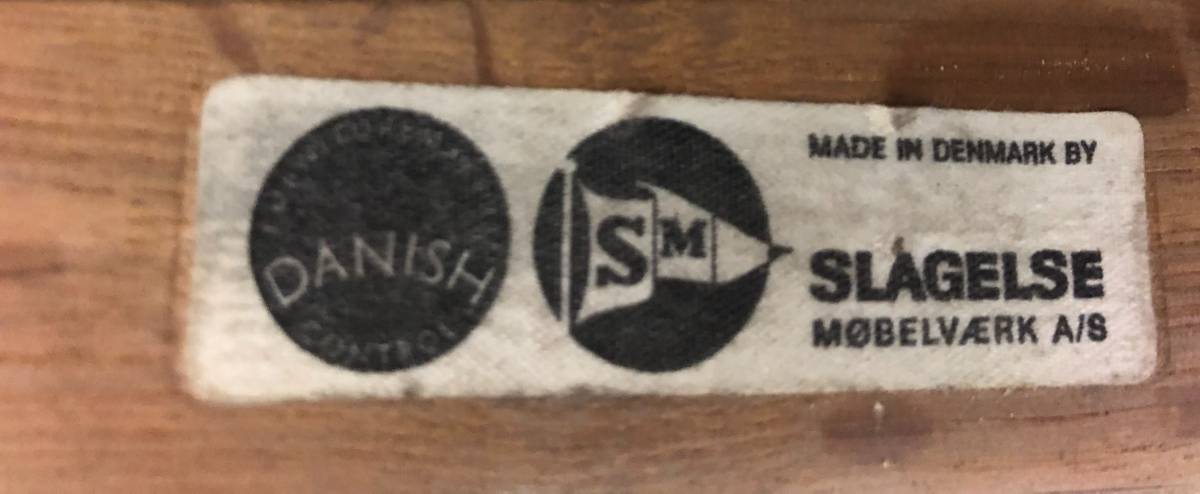 DANISH
CONTROL
SM
MADE IN DENMARK BY
SLAGELSE
MØBELVÆRK A/S